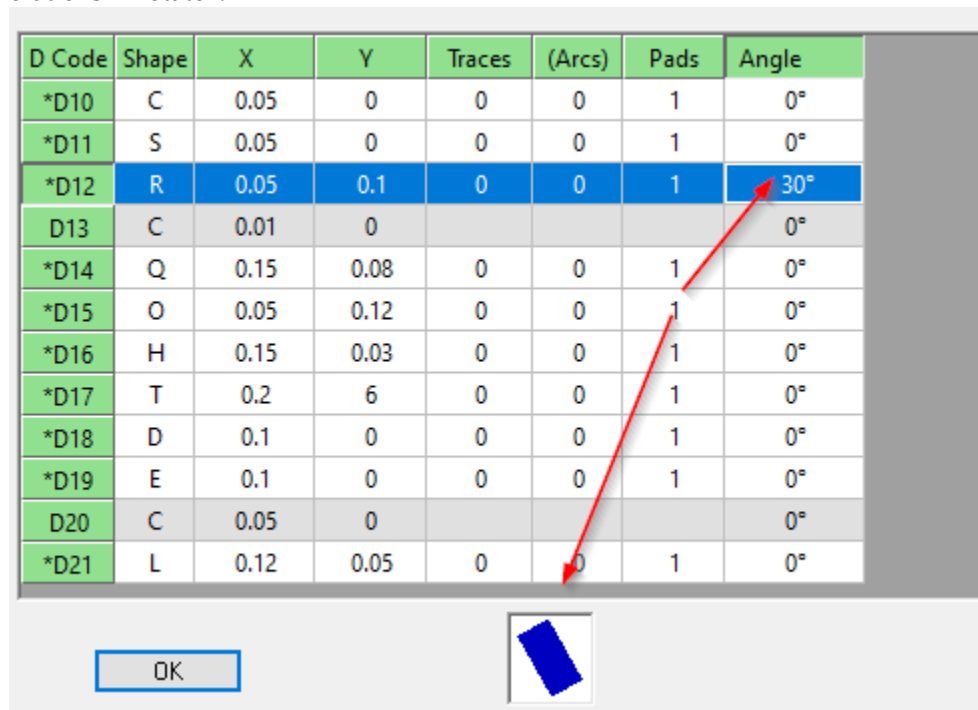 D Code Shape X Y Traces (Arcs) Pads Angle
*D10 C 0.05 0 0 0 1 0°
*D11 S 0.05 0 0 0 1 0°
*D12 R 0.05 0.1 0 0 1 30°
D13 C 0.01 0 0°
*D14 Q 0.15 0.08 0 0 1 0°
*D15 O 0.05 0.12 0 0 1 0°
*D16 H 0.15 0.03 0 0 1 0°
*D17 T 0.2 6 0 0 1 0°
*D18 D 0.1 0 0 0 1 0°
*D19 E 0.1 0 0 0 1 0°
D20 C 0.05 0 0°
*D21 L 0.12 0.05 0 0 1 0°
OK